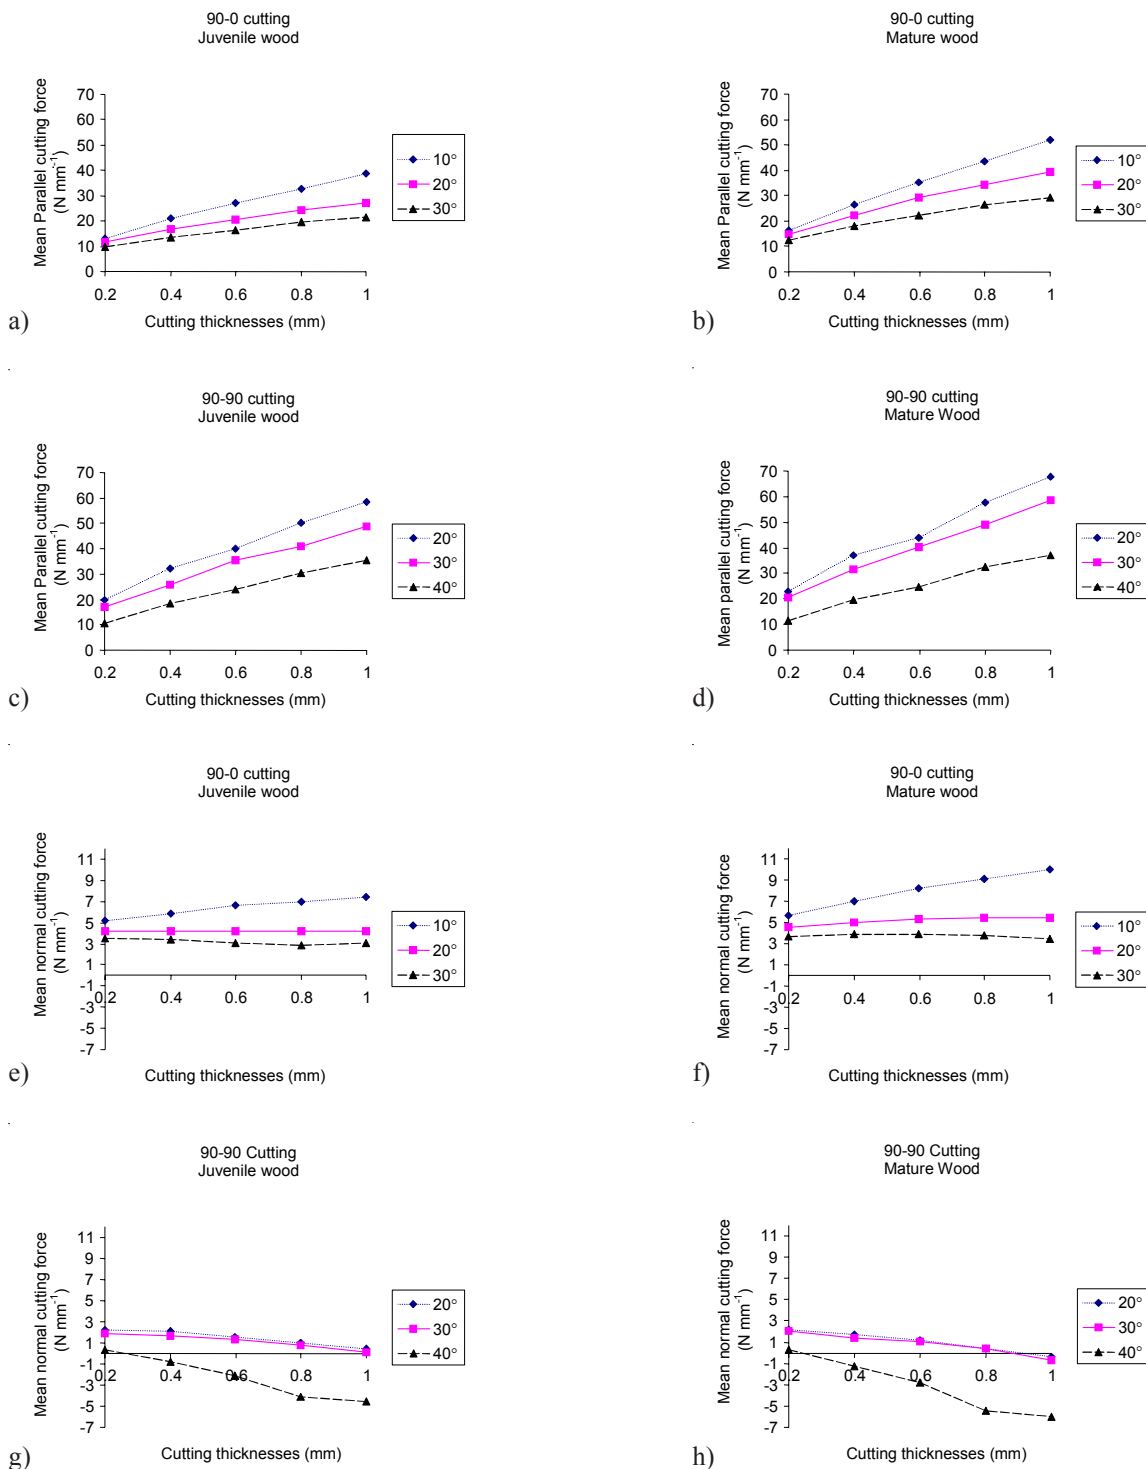 90-0 cutting
Juvenile wood
Mean Parallel cutting force
(N mm-1)
70
60
50
40
30
20
10
0
0.2 0.4 0.6 0.8 1
Cutting thicknesses (mm)
10°
20°
30°
a)
90-0 cutting
Mature wood
Mean Parallel cutting force
(N mm-1)
70
60
50
40
30
20
10
0
0.2 0.4 0.6 0.8 1
Cutting thicknesses (mm)
10°
20°
30°
b)
90-90 cutting
Juvenile wood
Mean Parallel cutting force
(N mm-1)
70
60
50
40
30
20
10
0
0.2 0.4 0.6 0.8 1
Cutting thicknesses (mm)
20°
30°
40°
c)
90-90 cutting
Mature Wood
Mean parallel cutting force
(N mm-1)
70
60
50
40
30
20
10
0
0.2 0.4 0.6 0.8 1
Cutting thicknesses (mm)
20°
30°
40°
d)
90-0 cutting
Juvenile wood
Mean normal cutting force
(N mm-1)
11
9
7
5
3
1
-1
-3
-5
-7
0.2 0.4 0.6 0.8 1
Cutting thicknesses (mm)
10°
20°
30°
e)
90-0 cutting
Mature wood
Mean normal cutting force
(N mm-1)
11
9
7
5
3
1
-1
-3
-5
-7
0.2 0.4 0.6 0.8 1
Cutting thicknesses (mm)
10°
20°
30°
f)
90-90 Cutting
Juvenile wood
Mean normal cutting force
(N mm-1)
11
9
7
5
3
1
-1
-3
-5
-7
0.2 0.4 0.6 0.8 1
Cutting thicknesses (mm)
20°
30°
40°
g)
90-90 Cutting
Mature Wood
Mean normal cutting force
(N mm-1)
11
9
7
5
3
1
-1
-3
-5
-7
0.2 0.4 0.6 0.8 1
Cutting thicknesses (mm)
20°
30°
40°
h)